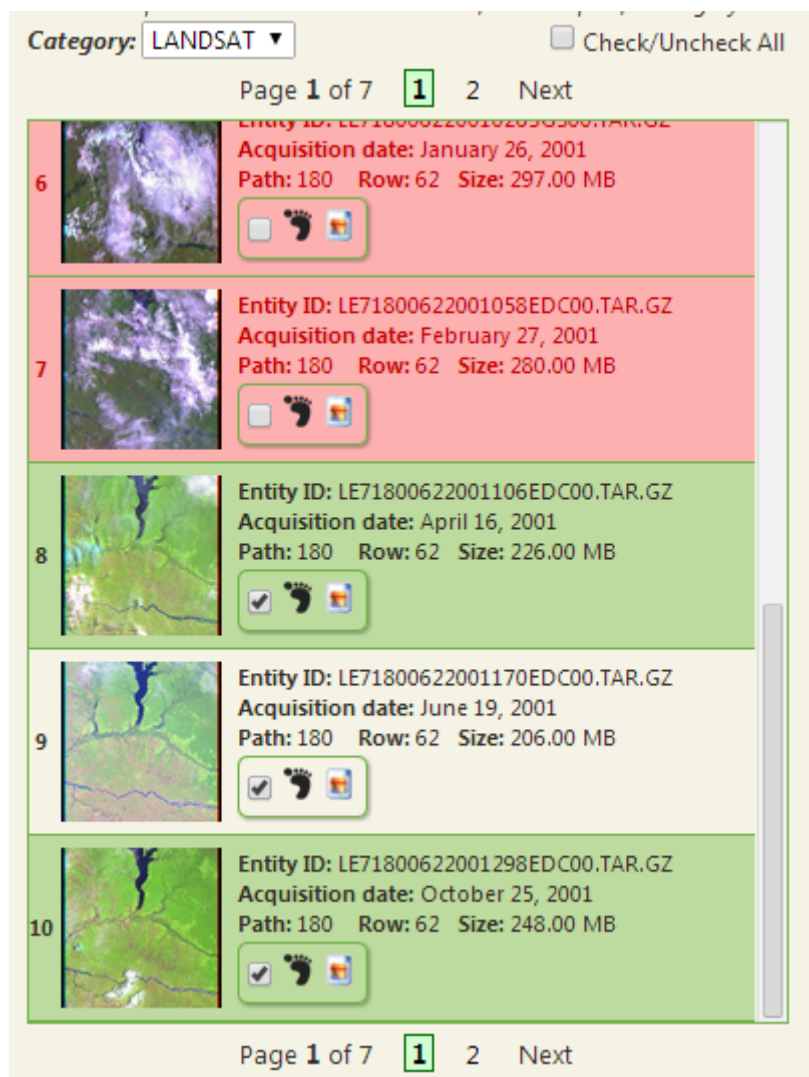 Category: LANDSAT Check/Uncheck All
Page 1 of 7 1 2 Next
Acquisition date: January 26, 2001
6 Path: 180 Row: 62 Size: 297.00 MB
Entity ID: LE71800622001058EDC00.TAR.GZ
Acquisition date: February 27, 2001
7 Path: 180 Row: 62 Size: 280.00 MB
Entity ID: LE71800622001106EDC00.TAR.GZ
Acquisition date: April 16, 2001
8 Path: 180 Row: 62 Size: 226.00 MB
Entity ID: LE71800622001170EDC00.TAR.GZ
Acquisition date: June 19, 2001
9 Path: 180 Row: 62 Size: 206.00 MB
Entity ID: LE71800622001298EDC00.TAR.GZ
Acquisition date: October 25, 2001
10 Path: 180 Row: 62 Size: 248.00 MB
Page 1 of 7 1 2 Next